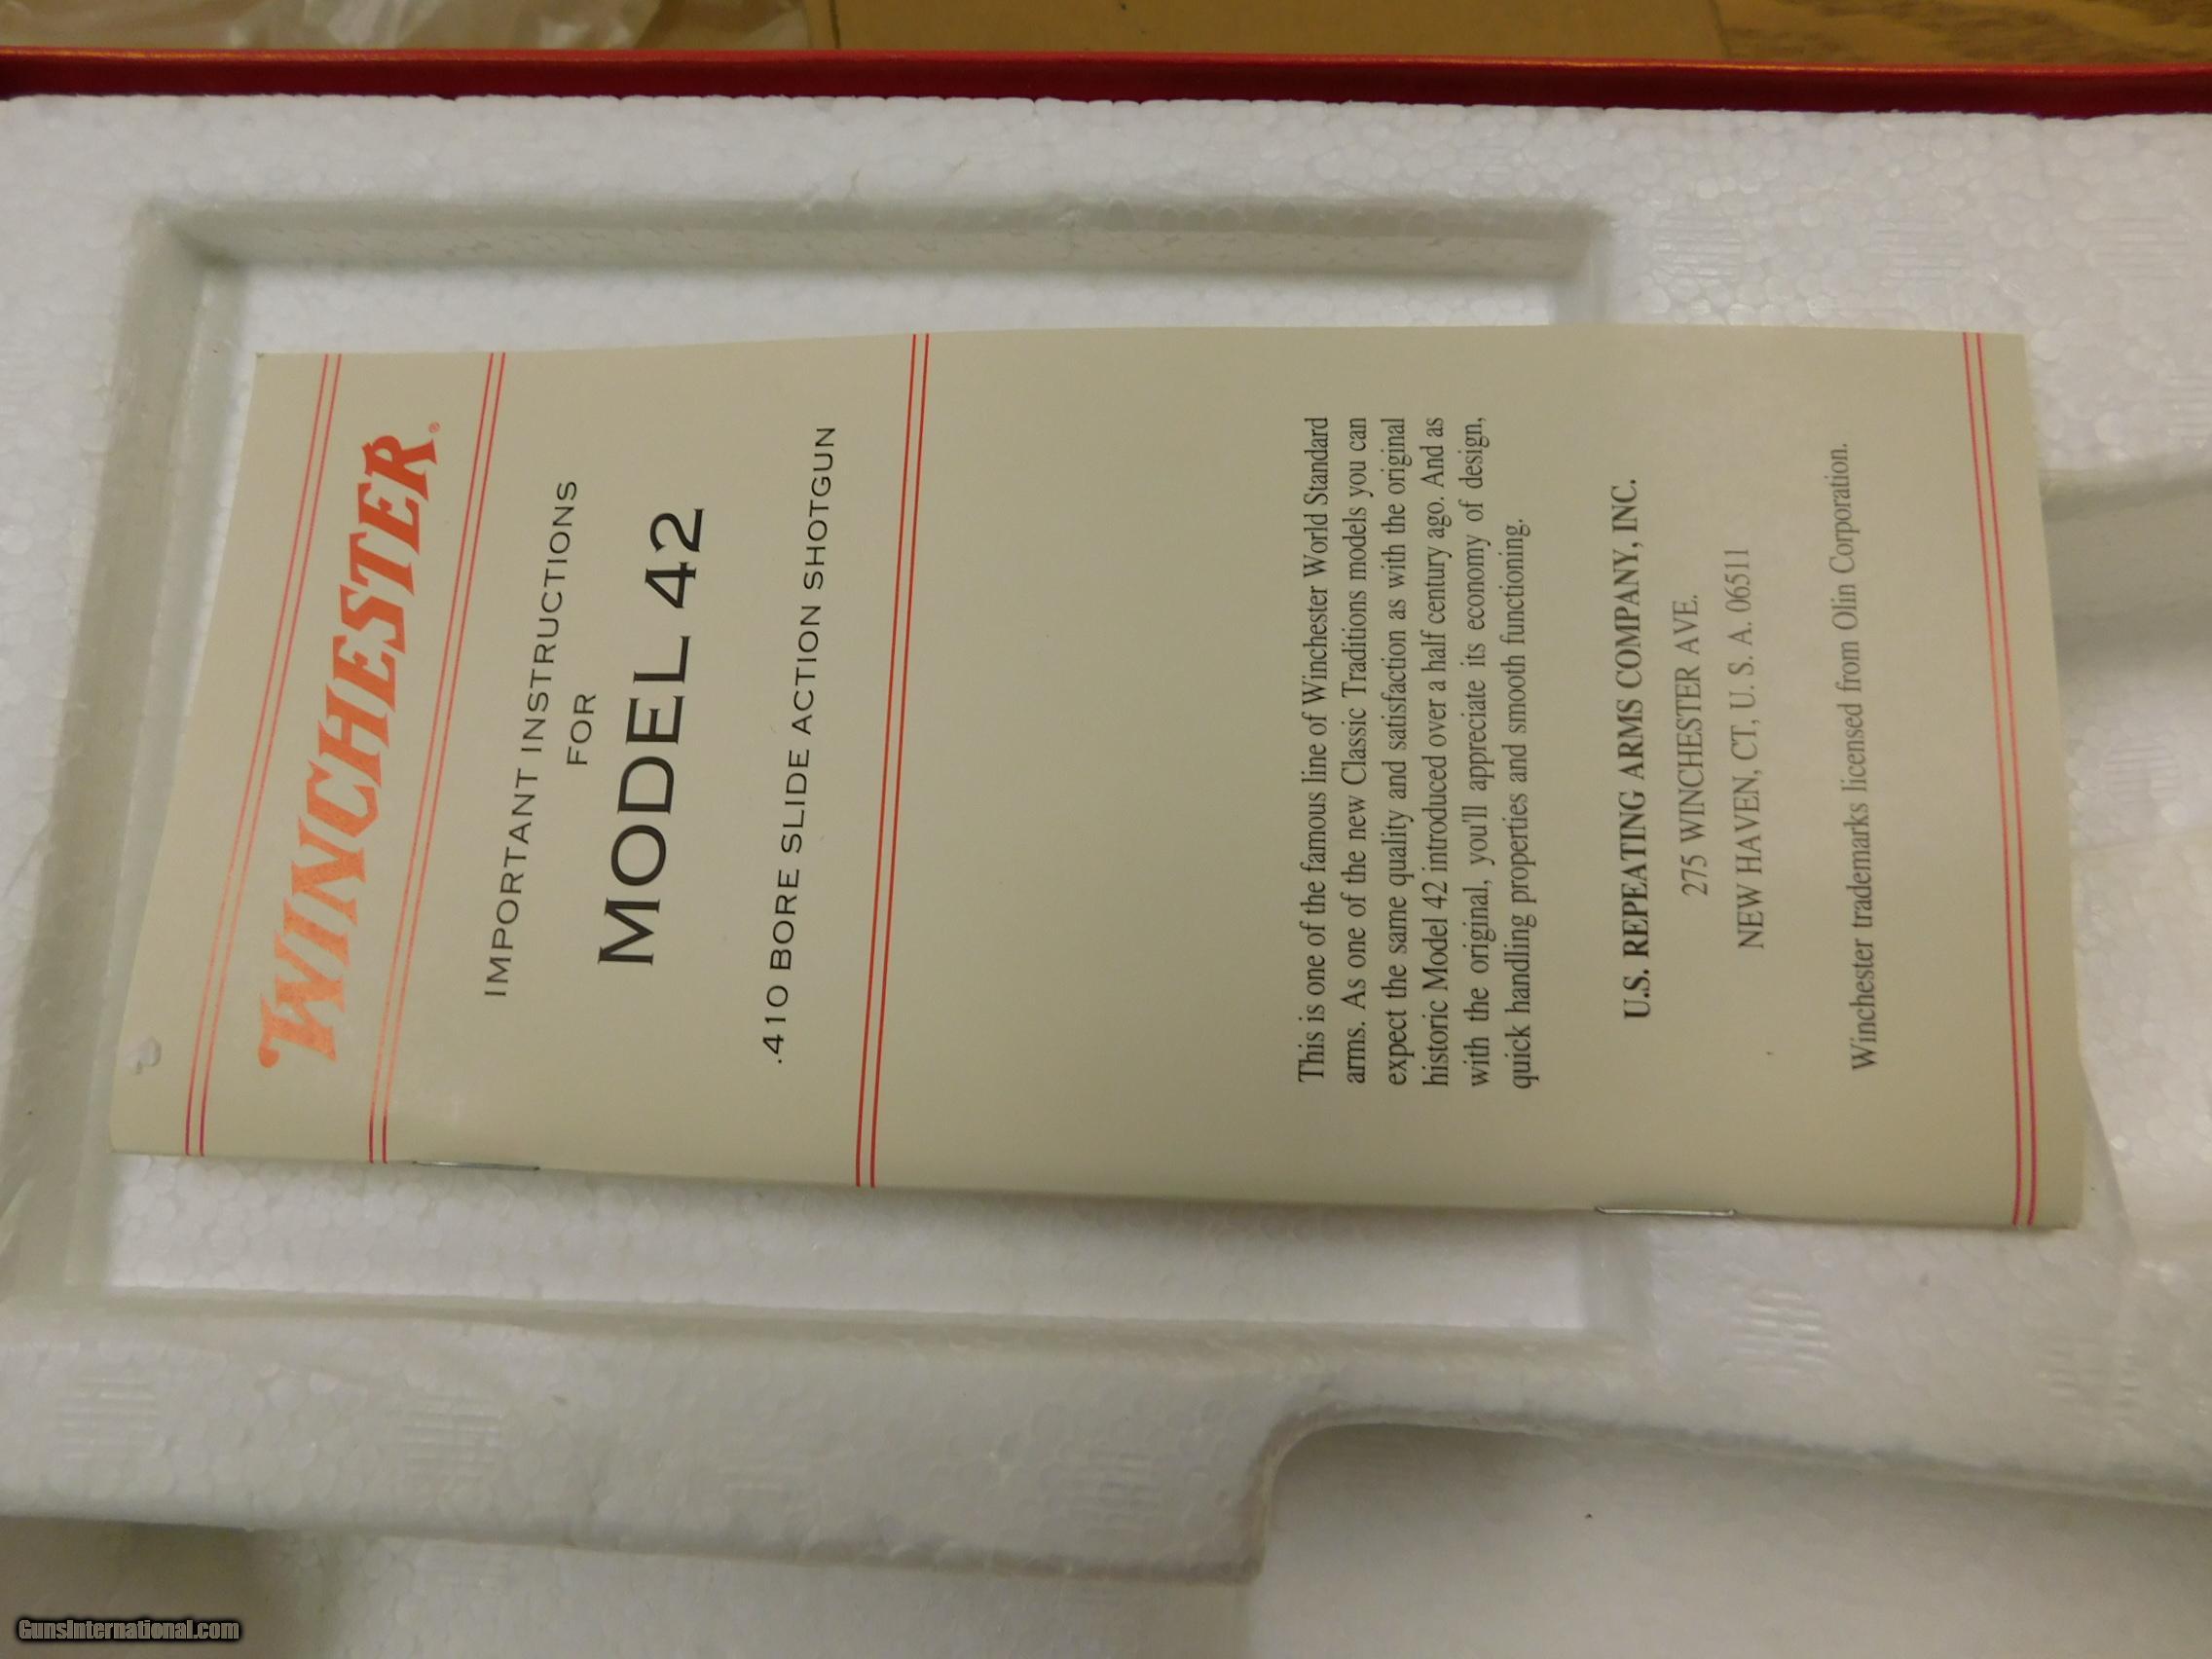 WINCHESTER®
IMPORTANT INSTRUCTIONS
FOR
MODEL 42
.410 BORE SLIDE ACTION SHOTGUN
This is one of the famous line of Winchester World Standard
arms. As one of the new Classic Traditions models you can
expect the same quality and satisfaction as with the original
historic Model 42 introduced over a half century ago. And as
with the original, you'll appreciate its economy of design,
quick handling properties and smooth functioning.
U.S. REPEATING ARMS COMPANY, INC.
275 WINCHESTER AVE.
NEW HAVEN, CT, U. S. A. 06511
Winchester trademarks licensed from Olin Corporation.
GunsInternational.com